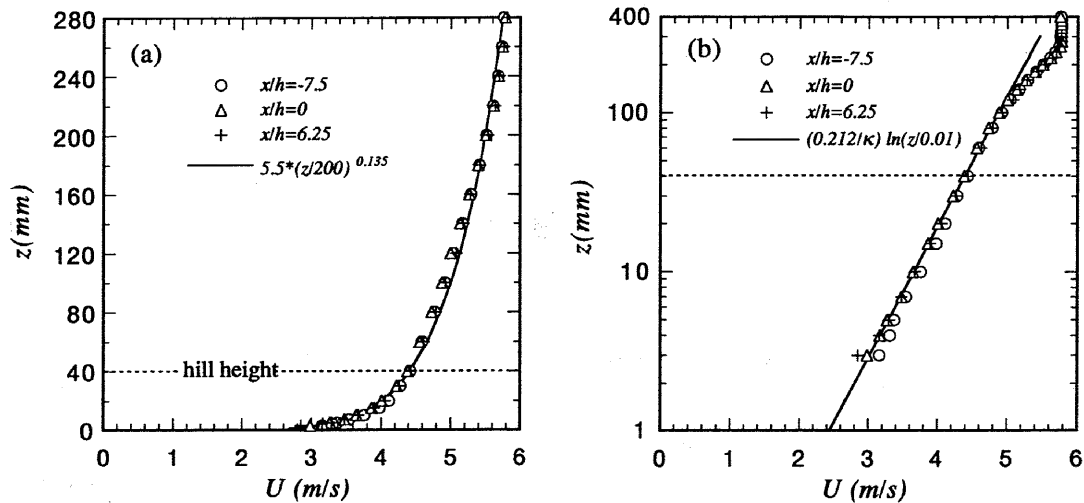 280
240
200
160
120
80
40
0
z(mm)
(a)
x/h=-7.5
x/h=0
x/h=6.25
5.5*(z/200) 0.135
hill height
0 1 2 3 4 5 6
U (m/s)
400
100
10
1
z(mm)
(b)
x/h=-7.5
x/h=0
x/h=6.25
(0.212/κ) ln(z/0.01)
0 1 2 3 4 5 6
U (m/s)